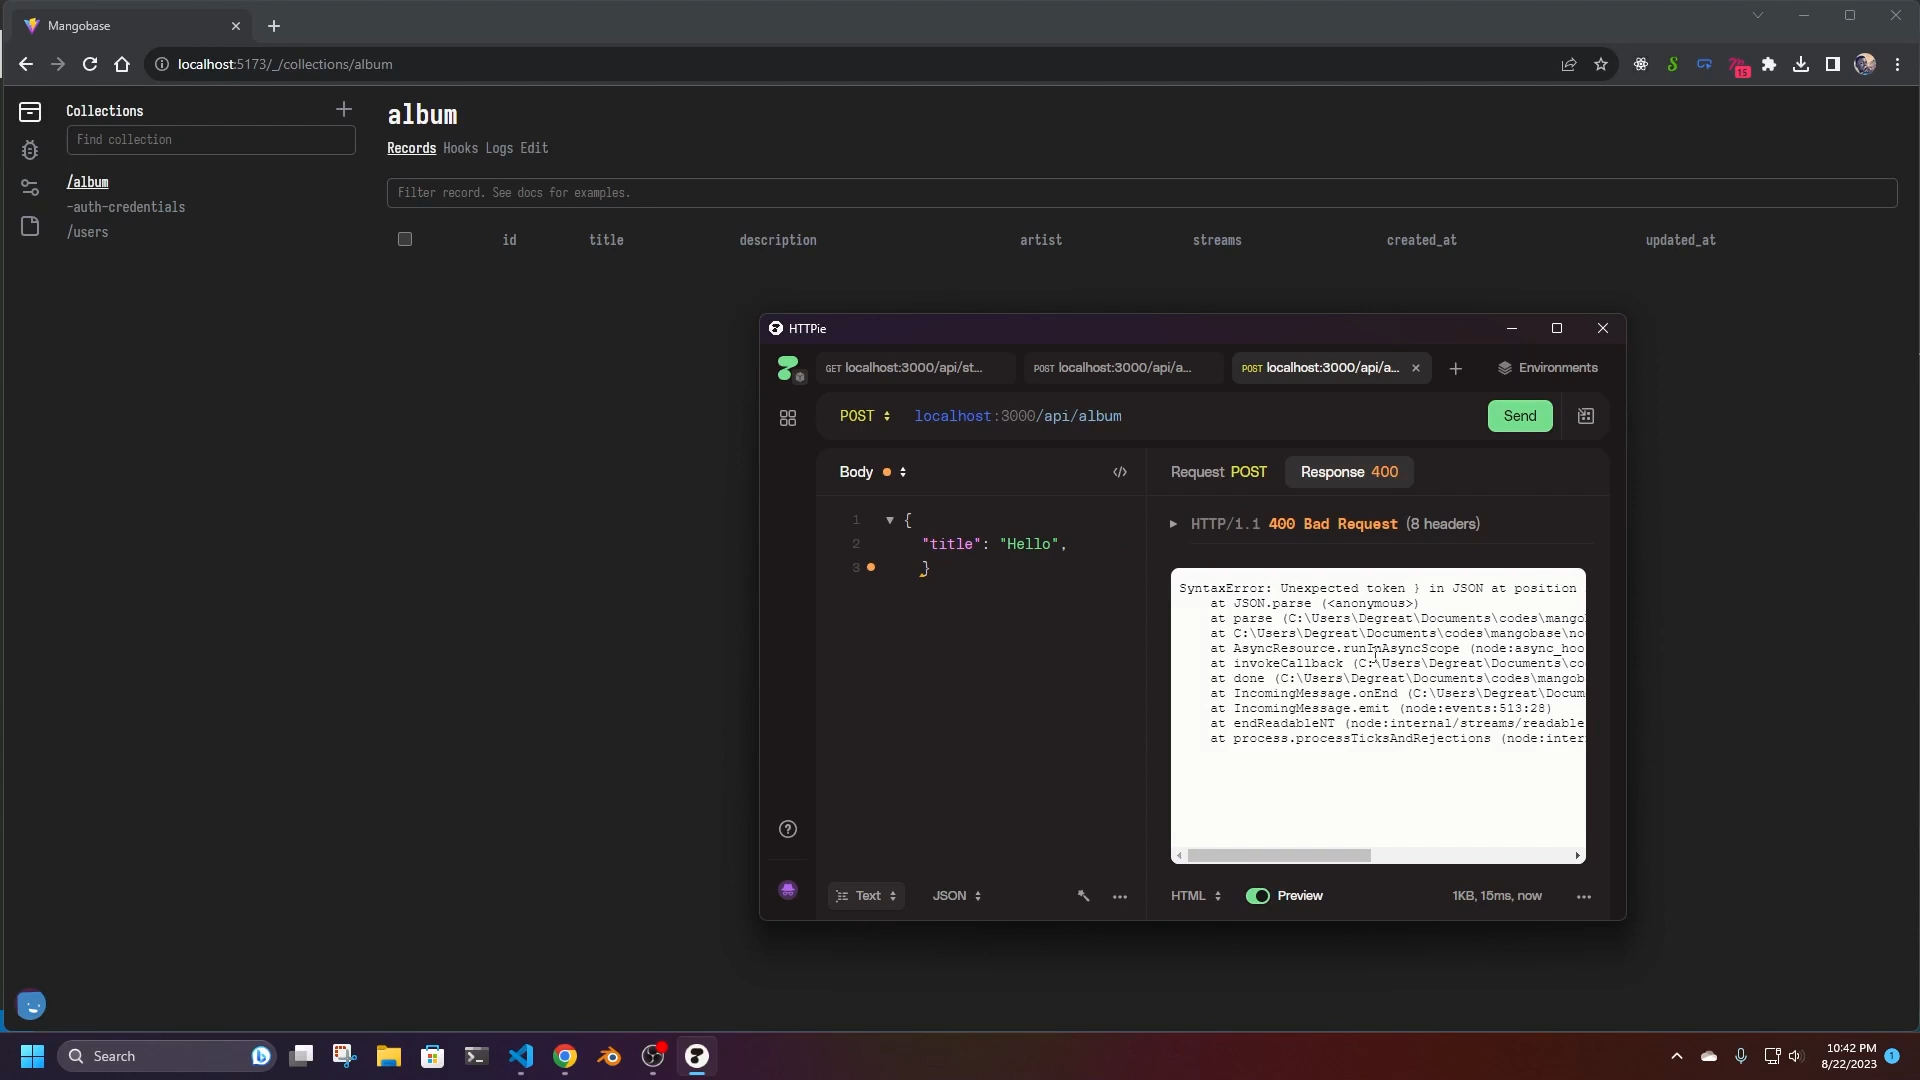 Mangobase
localhost:5173/_/collections/album
15
Collections
Find collection
/album
-auth-credentials
/users
album
Records Hooks Logs Edit
Filter record. See docs for examples.
id title description artist streams created_at updated_at
HTTPie
GET localhost:3000/api/st...
POST localhost:3000/api/a...
POST localhost:3000/api/a...
Environments
POST localhost:3000/api/album
Send
Body
Request POST
Response 400
1 {
2 "title": "Hello",
3 }
HTTP/1.1 400 Bad Request (8 headers)
SyntaxError: Unexpected token } in JSON at position
at JSON.parse (<anonymous>)
at parse (C:\Users\Degreat\Documents\codes\mangob
at C:\Users\Degreat\Documents\codes\mangobase\no
at AsyncResource.runInAsyncScope (node:async_hoo
at invokeCallback (C:\Users\Degreat\Documents\co
at done (C:\Users\Degreat\Documents\codes\mangob
at IncomingMessage.onEnd (C:\Users\Degreat\Docum
at IncomingMessage.emit (node:events:513:28)
at endReadableNT (node:internal/streams/readable
at process.processTicksAndRejections (node:inter
Text
JSON
HTML
Preview
1KB, 15ms, now
Search
10:42 PM
8/22/2023
1